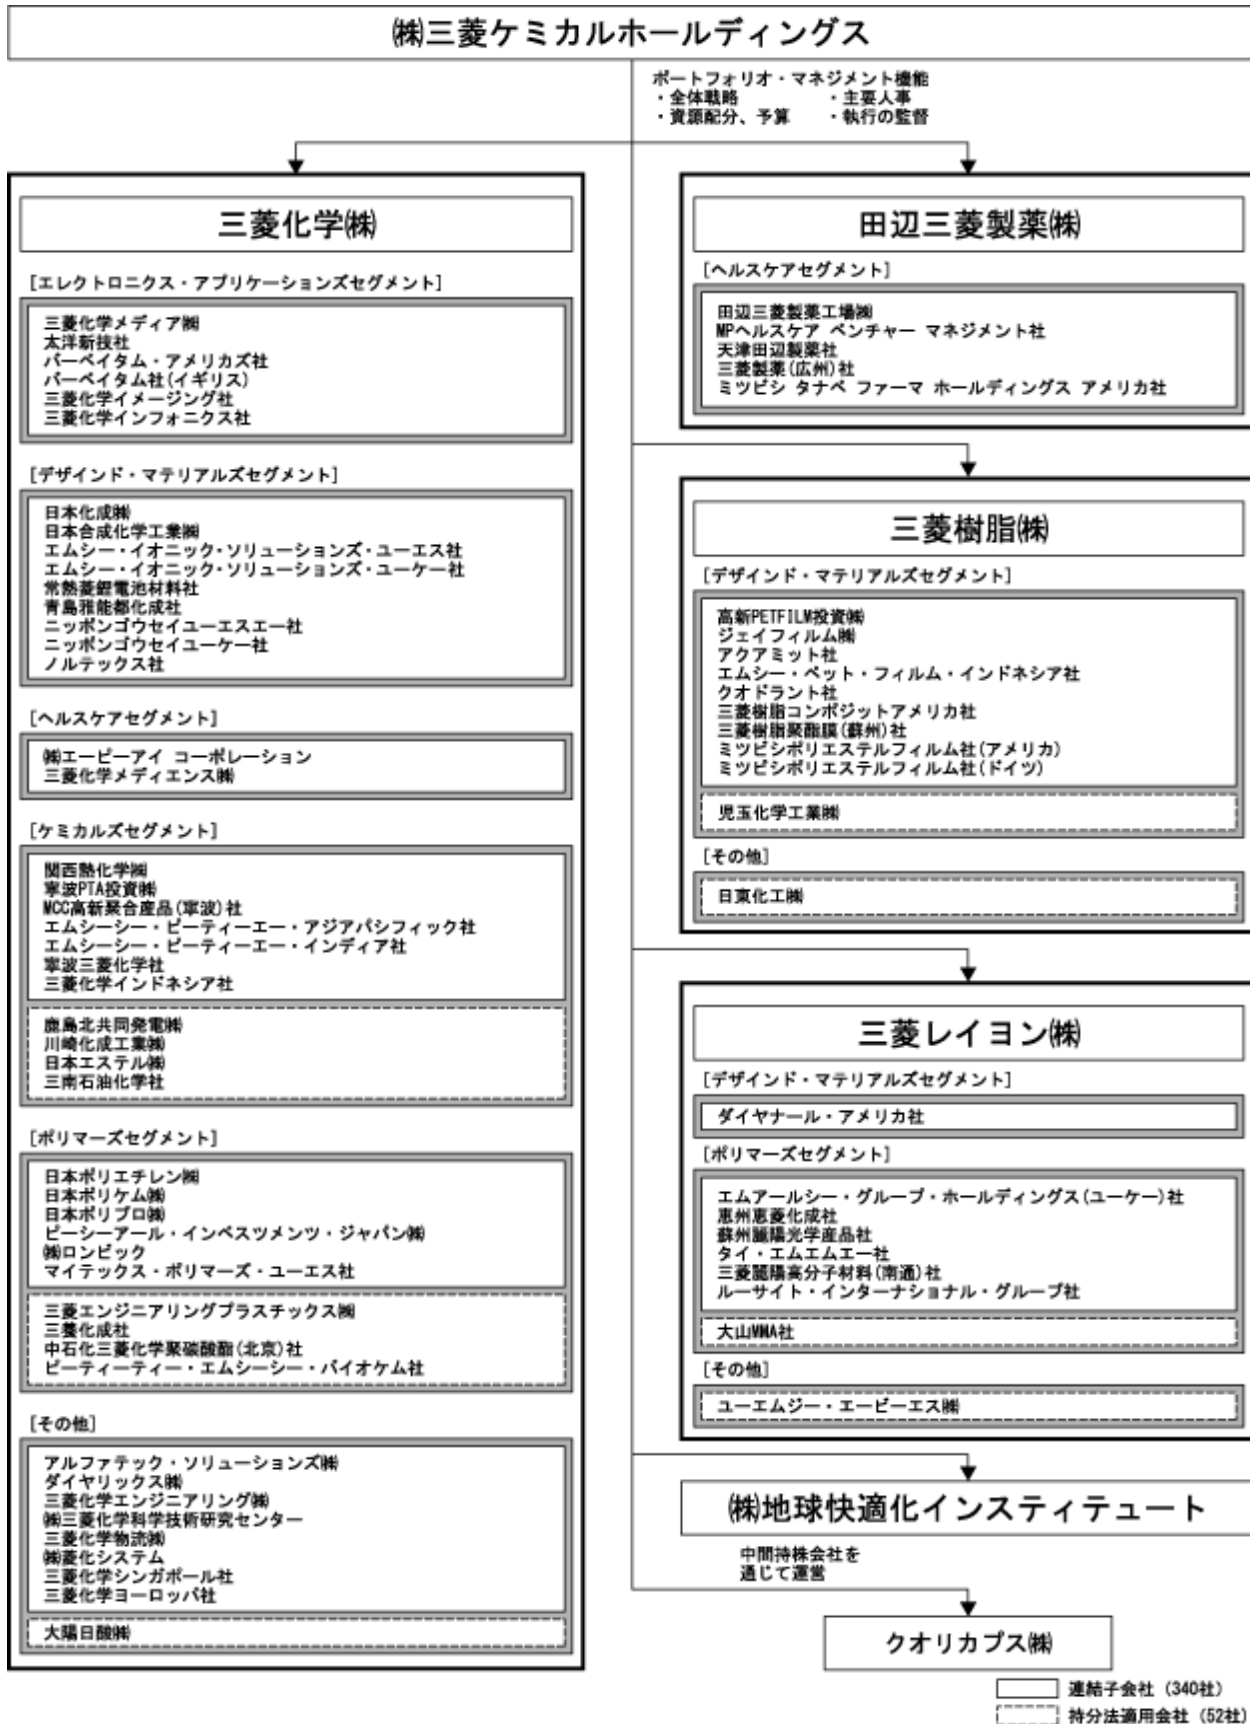 ㈱三菱ケミカルホールディングス
ポートフォリオ・マネジメント機能
・全体戦略 ・主要人事
・資源配分、予算 ・執行の監督
三菱化学㈱
[エレクトロニクス・アプリケーションズセグメント]
三菱化学メディア㈱
太洋新技社
バーベイタム・アメリカズ社
バーベイタム社(イギリス)
三菱化学イメージング社
三菱化学インフォニクス社
[デザインド・マテリアルズセグメント]
日本化成㈱
日本合成化学工業㈱
エムシー・イオニック・ソリューションズ・ユーエス社
エムシー・イオニック・ソリューションズ・ユーケー社
常熟菱鋰電池材料社
青島雅能都化成社
ニッポンゴウセイユーエスエー社
ニッポンゴウセイユーケー社
ノルテックス社
[ヘルスケアセグメント]
㈱エーピーアイ コーポレーション
三菱化学メディエンス㈱
[ケミカルズセグメント]
関西熱化学㈱
寧波PTA投資㈱
MCC高新聚合産品(寧波)社
エムシーシー・ピーティーエー・アジアパシフィック社
エムシーシー・ピーティーエー・インディア社
寧波三菱化学社
三菱化学インドネシア社
鹿島北共同発電㈱
川崎化成工業㈱
日本エステル㈱
三南石油化学社
[ポリマーズセグメント]
日本ポリエチレン㈱
日本ポリケム㈱
日本ポリプロ㈱
ピーシーアール・インベスツメンツ・ジャパン㈱
㈱ロンビック
マイテックス・ポリマーズ・ユーエス社
三菱エンジニアリングプラスチックス㈱
三養化成社
中石化三菱化学聚碳酸酯(北京)社
ピーティーティー・エムシーシー・バイオケム社
[その他]
アルファテック・ソリューションズ㈱
ダイヤリックス㈱
三菱化学エンジニアリング㈱
㈱三菱化学科学技術研究センター
三菱化学物流㈱
㈱菱化システム
三菱化学シンガポール社
三菱化学ヨーロッパ社
大陽日酸㈱
田辺三菱製薬㈱
[ヘルスケアセグメント]
田辺三菱製薬工場㈱
MPヘルスケア ベンチャー マネジメント社
天津田辺製薬社
三菱製薬(広州)社
ミツビシ タナベ ファーマ ホールディングス アメリカ社
三菱樹脂㈱
[デザインド・マテリアルズセグメント]
高新PETFILM投資㈱
ジェイフィルム㈱
アクアミット社
エムシー・ペット・フィルム・インドネシア社
クオドラント社
三菱樹脂コンポジットアメリカ社
三菱樹脂聚酯膜(蘇州)社
ミツビシポリエステルフィルム社(アメリカ)
ミツビシポリエステルフィルム社(ドイツ)
児玉化学工業㈱
[その他]
日東化工㈱
三菱レイヨン㈱
[デザインド・マテリアルズセグメント]
ダイヤナール・アメリカ社
[ポリマーズセグメント]
エムアールシー・グループ・ホールディングス(ユーケー)社
恵州恵菱化成社
蘇州麗陽光学産品社
タイ・エムエムエー社
三菱麗陽高分子材料(南通)社
ルーサイト・インターナショナル・グループ社
大山MMA社
[その他]
ユーエムジー・エービーエス㈱
㈱地球快適化インスティテュート
中間持株会社を
通じて運営
クオリカプス㈱
連結子会社 (340社)
持分法適用会社 (52社)